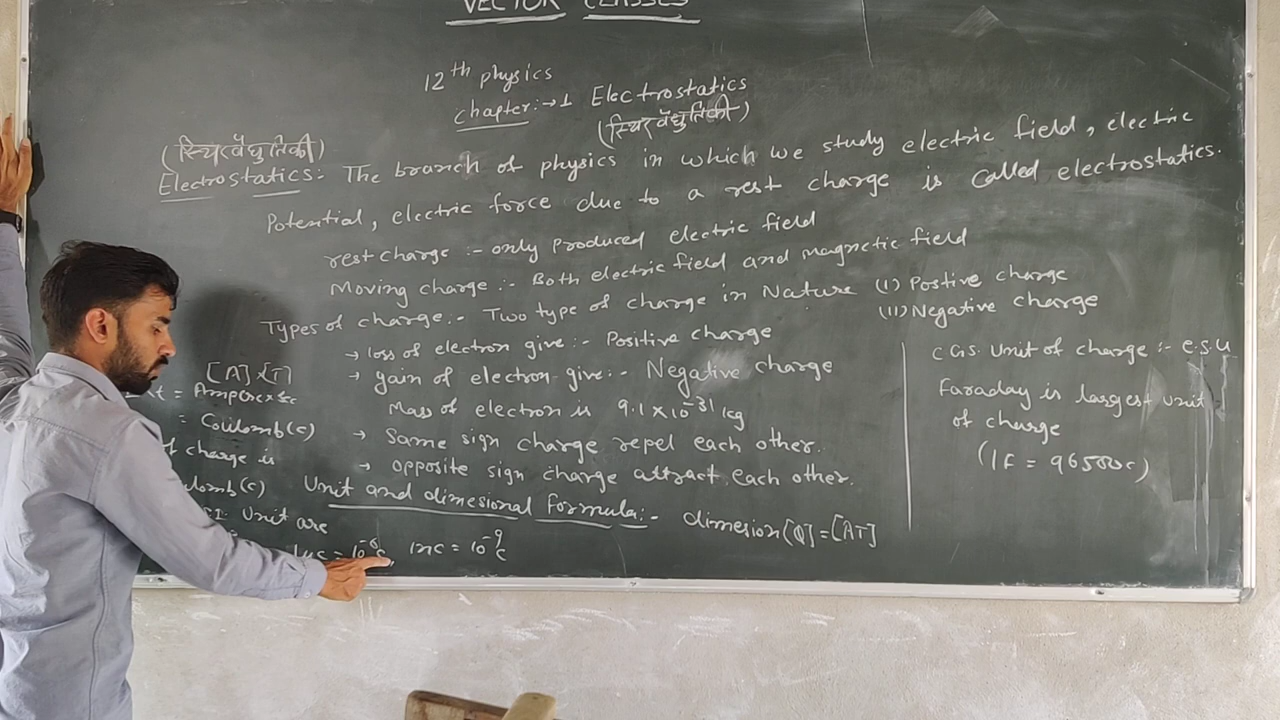 VECTOR CLASSES
12th physics
chapter:→1 Electrostatics
(स्थिरवैद्युतिकी)
(स्थिरवैद्युतिकी)
Electrostatics: The branch of physics in which we study electric field, electric
Potential, electric force due to a rest charge is called electrostatics.
rest charge :- only Produced electric field
Moving charge :- Both electric field and magnetic field
Types of charge:- Two type of charge in Nature (I) Postive charge
(II) Negative charge
→ loss of electron give:- Positive charge
→ gain of electron give:- Negative charge
Mass of electron is 9.1 x 10⁻³¹ kg
→ Same sign charge repel each other.
→ opposite sign charge attract each other.
Unit and dimesional formula:- dimesion [Q] = [AT]
[A] x [T]
= Ampere x sec
= Coulomb(c)
of charge is
(c)
Unit are
= 10⁻⁶c 1nc = 10⁻⁹c
C.G.S. Unit of charge :- e.s.u
Faraday is largest unit
of charge
(1F = 96500c)